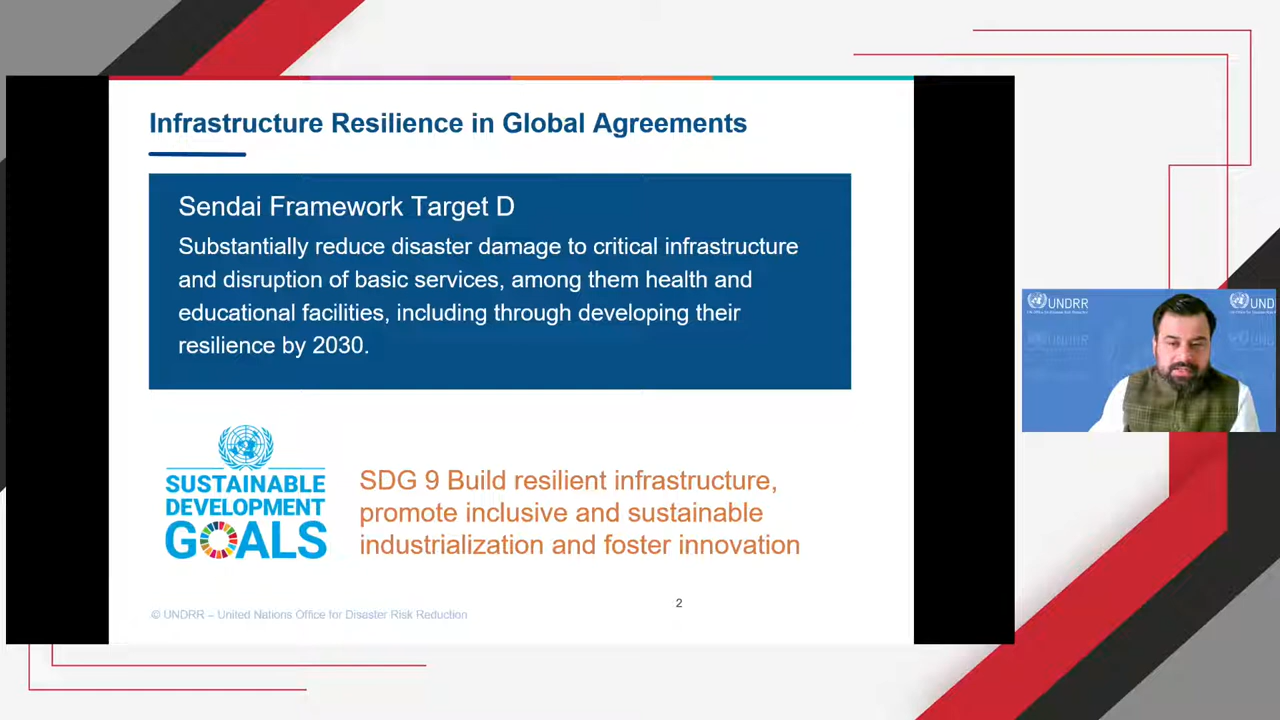 Infrastructure Resilience in Global Agreements
Sendai Framework Target D
Substantially reduce disaster damage to critical infrastructure
and disruption of basic services, among them health and
educational facilities, including through developing their
resilience by 2030.
SUSTAINABLE
DEVELOPMENT
GOALS
SDG 9 Build resilient infrastructure,
promote inclusive and sustainable
industrialization and foster innovation
2
© UNDRR – United Nations Office for Disaster Risk Reduction
UNDRR
UND